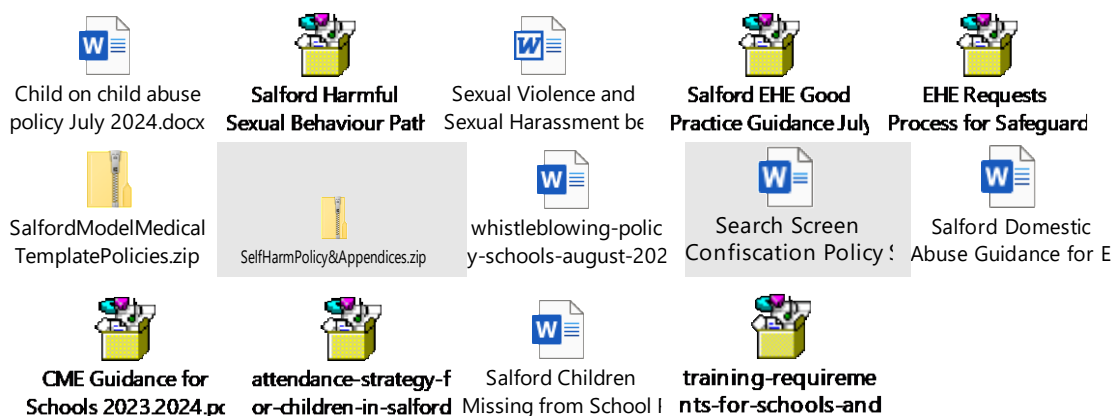 Child on child abuse
policy July 2024.docx
Salford Harmful
Sexual Behaviour Path
Sexual Violence and
Sexual Harassment be
Salford EHE Good
Practice Guidance July
EHE Requests
Process for Safeguard
SalfordModelMedical
TemplatePolicies.zip
SelfHarmPolicy&Appendices.zip
whistleblowing-polic
y-schools-august-202
Search Screen
Confiscation Policy S
Salford Domestic
Abuse Guidance for E
CME Guidance for
Schools 2023.2024.pd
attendance-strategy-f
or-children-in-salford
Salford Children
Missing from School
training-requireme
nts-for-schools-and